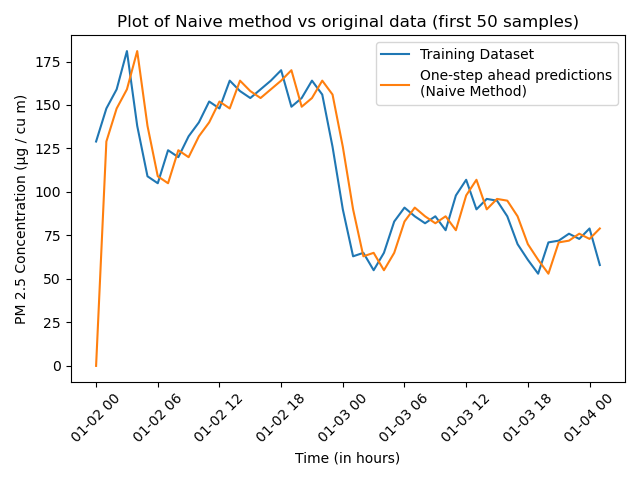 Plot of Naive method vs original data (first 50 samples)
Training Dataset
One-step ahead predictions
(Naive Method)
PM 2.5 Concentration (μg / cu m)
175
150
125
100
75
50
25
0
01-02 00
01-02 06
01-02 12
01-02 18
01-03 00
01-03 06
01-03 12
01-03 18
01-04 00
Time (in hours)